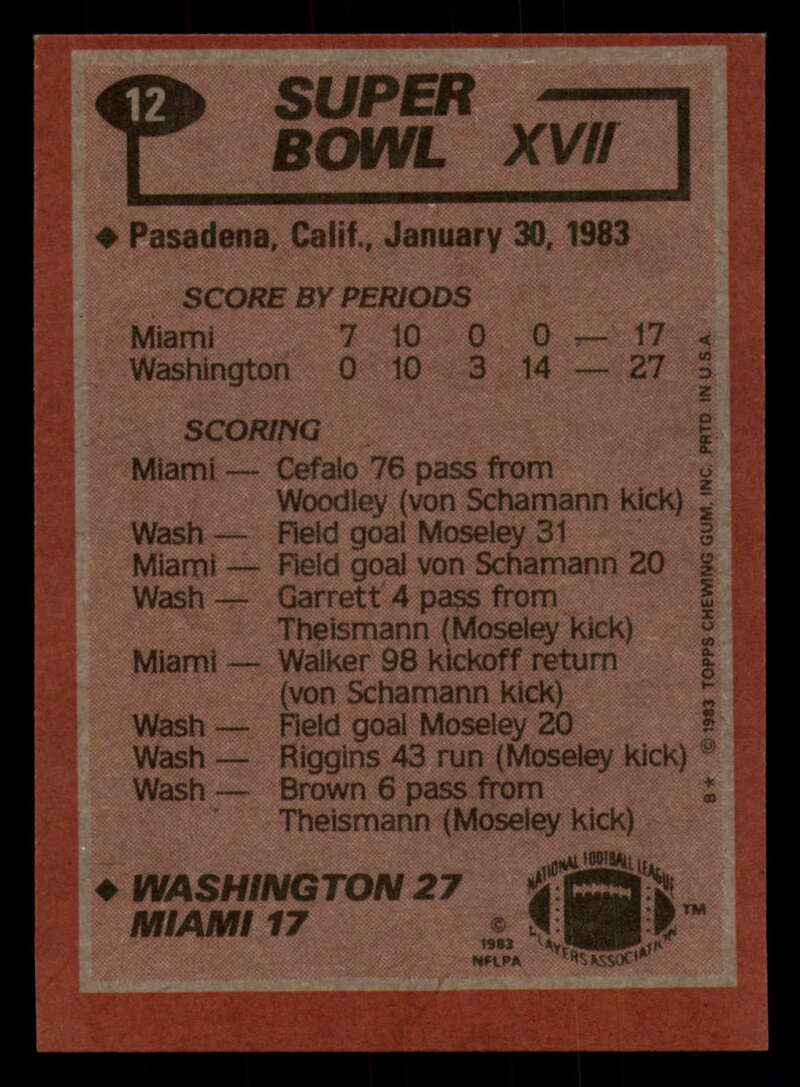 12
SUPER
BOWL XVII
◆ Pasadena, Calif., January 30, 1983
SCORE BY PERIODS
Miami 7 10 0 0 — 17
Washington 0 10 3 14 — 27
SCORING
Miami — Cefalo 76 pass from
Woodley (von Schamann kick)
Wash — Field goal Moseley 31
Miami — Field goal von Schamann 20
Wash — Garrett 4 pass from
Theismann (Moseley kick)
Miami — Walker 98 kickoff return
(von Schamann kick)
Wash — Field goal Moseley 20
Wash — Riggins 43 run (Moseley kick)
Wash — Brown 6 pass from
Theismann (Moseley kick)
◆ WASHINGTON 27
MIAMI 17
©
1983
NFLPA
NATIONAL FOOTBALL LEAGUE
PLAYERS ASSOCIATION
TM
B* © 1983 TOPPS CHEWING GUM, INC. PRTD. IN U.S.A.